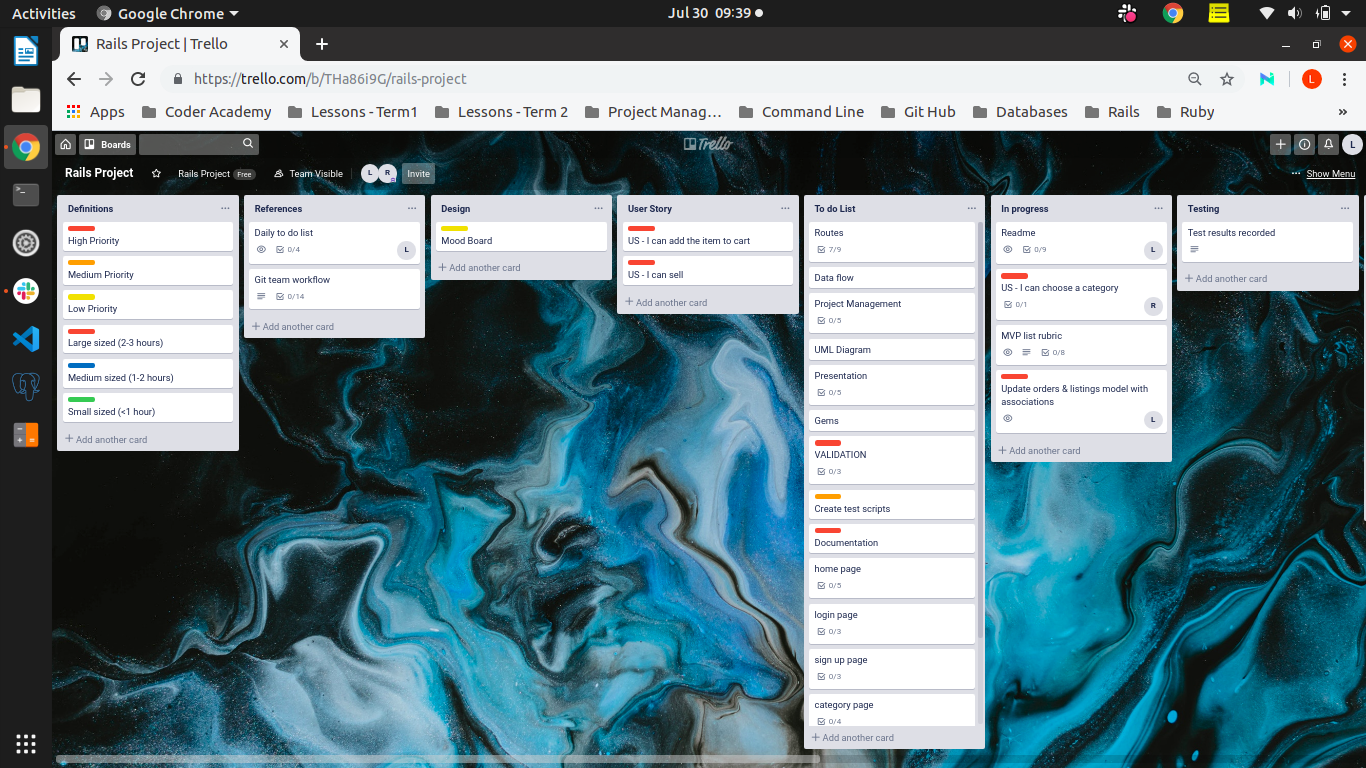 Activities
Google Chrome
Jul 30 09:39
Rails Project | Trello
https://trello.com/b/THa86i9G/rails-project
L
Apps
Coder Academy
Lessons - Term1
Lessons - Term 2
Project Manag…
Command Line
Git Hub
Databases
Rails
Ruby
»
Boards
Trello
L
Rails Project
Rails Project Free
Team Visible
L
R
Invite
Show Menu
Definitions
High Priority
Medium Priority
Low Priority
Large sized (2-3 hours)
Medium sized (1-2 hours)
Small sized (<1 hour)
+ Add another card
References
Daily to do list
0/4
L
Git team workflow
0/14
+ Add another card
Design
Mood Board
+ Add another card
User Story
US - I can add the item to cart
US - I can sell
+ Add another card
To do List
Routes
7/9
Data flow
Project Management
0/5
UML Diagram
Presentation
0/5
Gems
VALIDATION
0/3
Create test scripts
Documentation
home page
0/5
login page
0/3
sign up page
0/3
category page
0/4
+ Add another card
In progress
Readme
0/9
L
US - I can choose a category
0/1
R
MVP list rubric
0/8
Update orders & listings model with
associations
L
+ Add another card
Testing
Test results recorded
+ Add another card